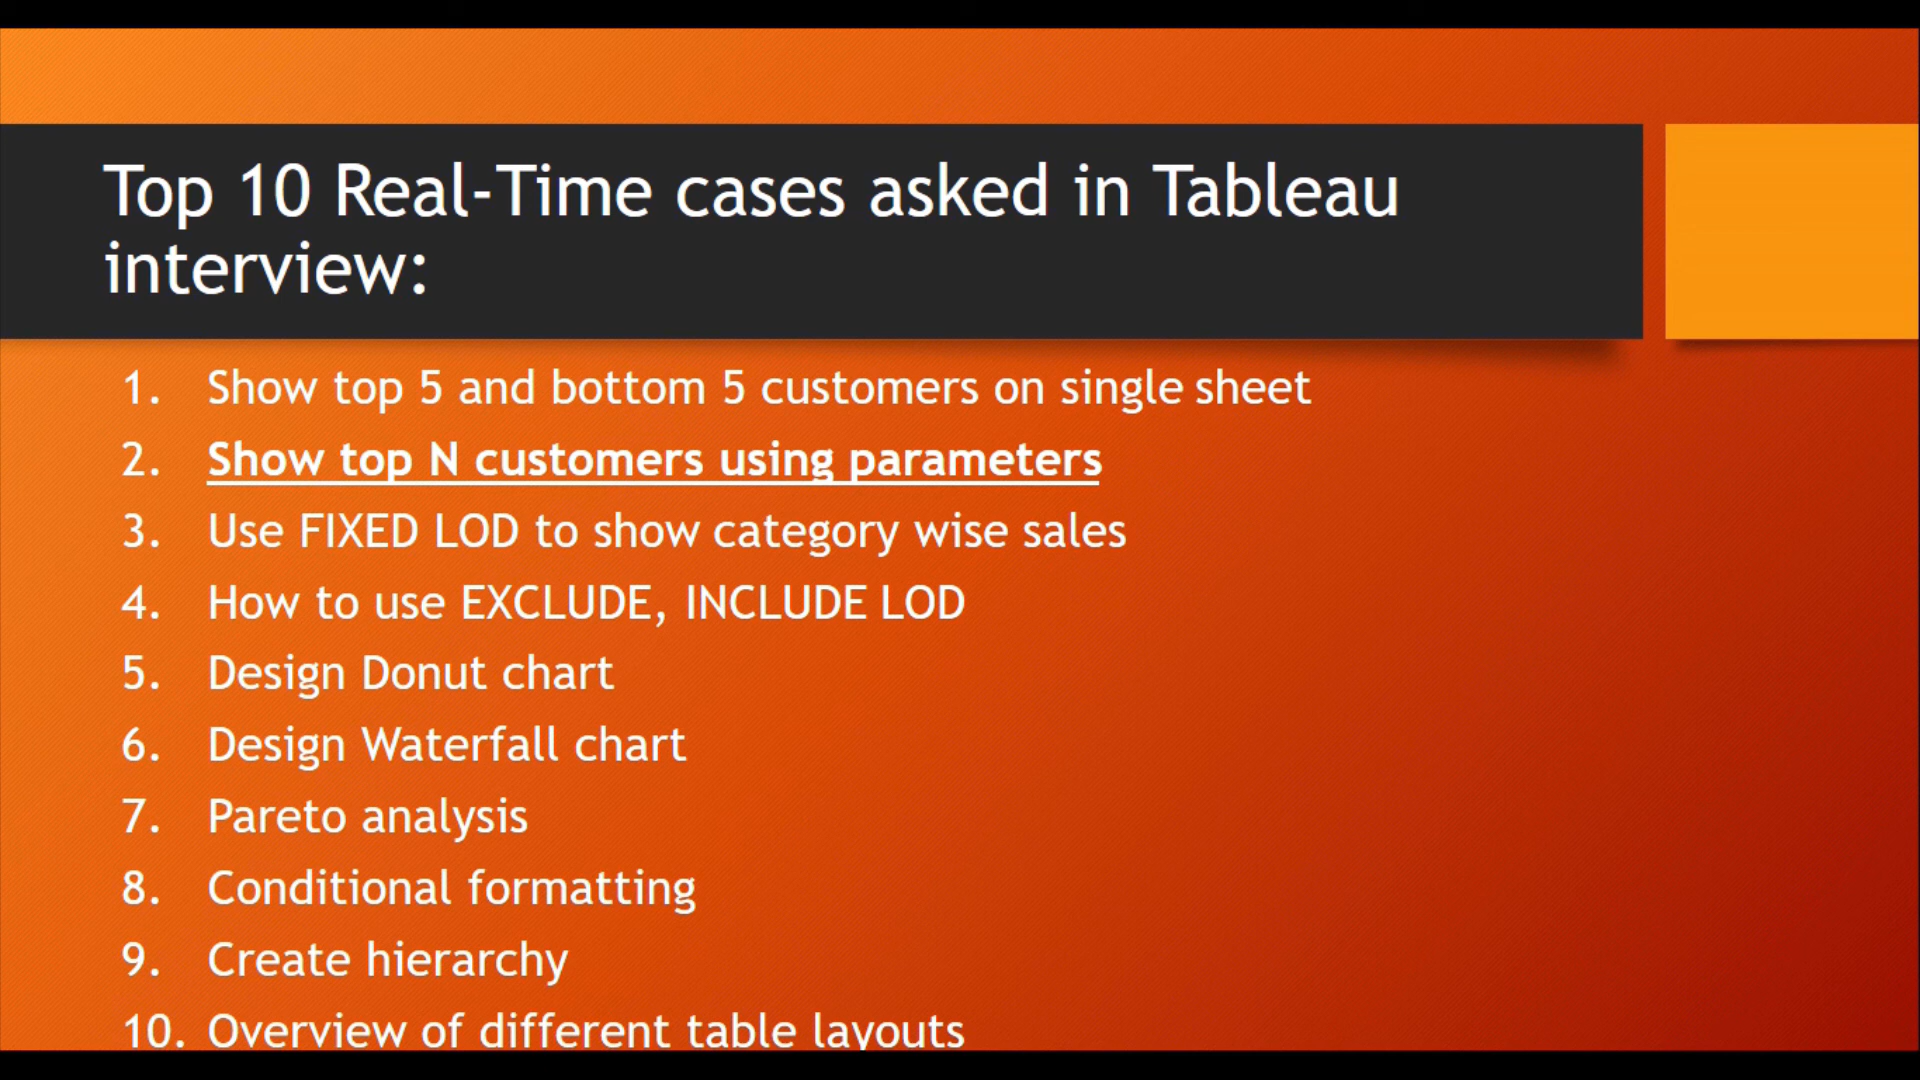 Top 10 Real-Time cases asked in Tableau
interview:
1. Show top 5 and bottom 5 customers on single sheet
2. Show top N customers using parameters
3. Use FIXED LOD to show category wise sales
4. How to use EXCLUDE, INCLUDE LOD
5. Design Donut chart
6. Design Waterfall chart
7. Pareto analysis
8. Conditional formatting
9. Create hierarchy
10. Overview of different table layouts